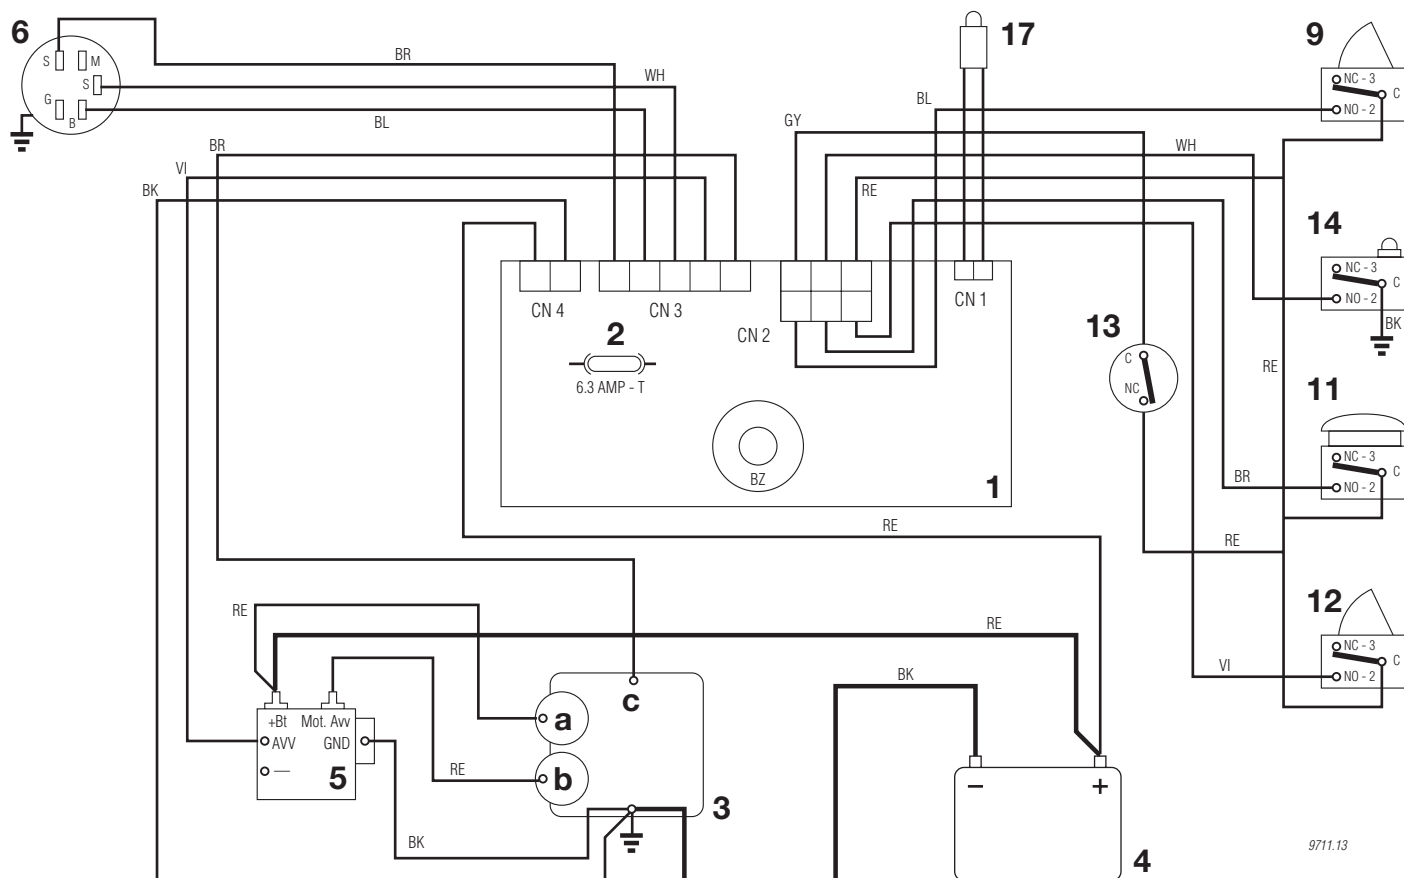 6
17
9
S
M
S
G
B
BR
WH
BL
BL
GY
WH
RE
BR
VI
BK
NC - 3
C
NO - 2
14
NC - 3
C
NO - 2
BK
CN 4
CN 3
CN 2
CN 1
2
6.3 AMP - T
13
C
NC
RE
11
NC - 3
C
NO - 2
BR
BZ
1
RE
RE
12
NC - 3
C
NO - 2
VI
RE
RE
BK
+Bt
Mot. Avv
AVV
GND
5
RE
a
b
c
3
BK
–
+
4
9711.13